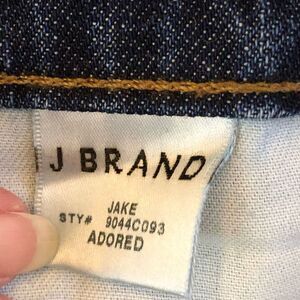 J BRAND
JAKE
STY# 9044C093
ADORED